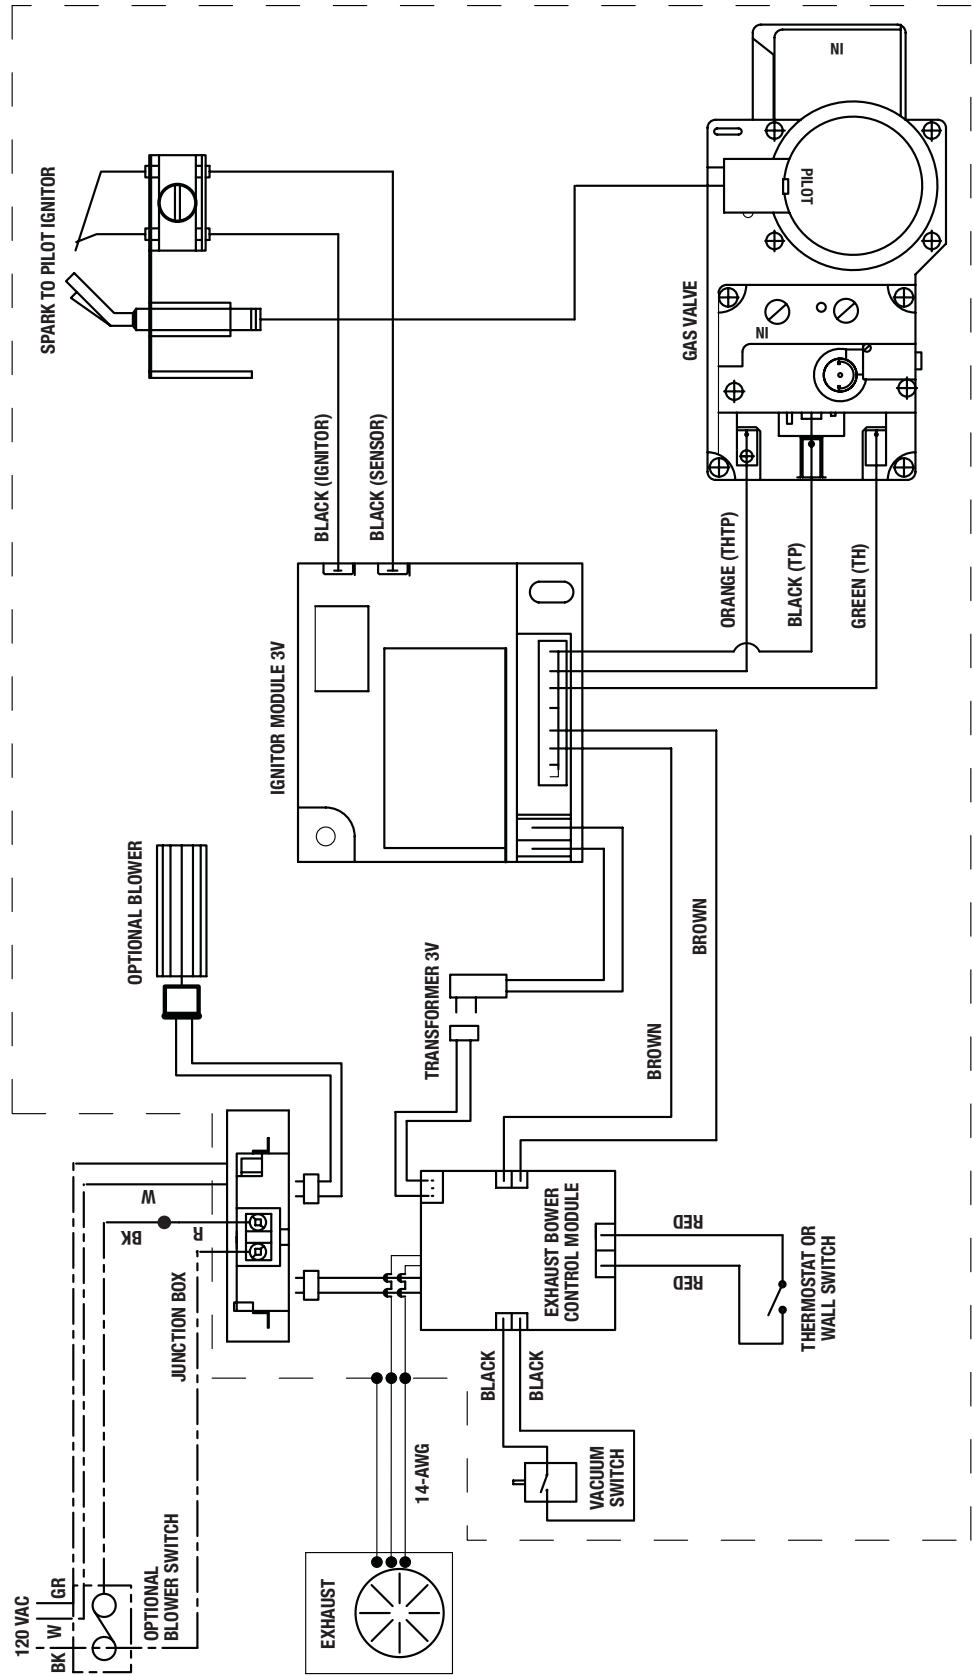 SPARK TO PILOT IGNITOR
IN
PILOT
GAS VALVE
IN
BLACK (IGNITOR)
BLACK (SENSOR)
ORANGE (THTP)
BLACK (TP)
GREEN (TH)
IGNITOR MODULE 3V
OPTIONAL BLOWER
TRANSFORMER 3V
BROWN
BROWN
W
BK
R
JUNCTION BOX
EXHAUST BOWER
CONTROL MODULE
RED
RED
THERMOSTAT OR
WALL SWITCH
BLACK
BLACK
VACUUM
SWITCH
14-AWG
EXHAUST
120 VAC
BK
W
GR
OPTIONAL
BLOWER SWITCH